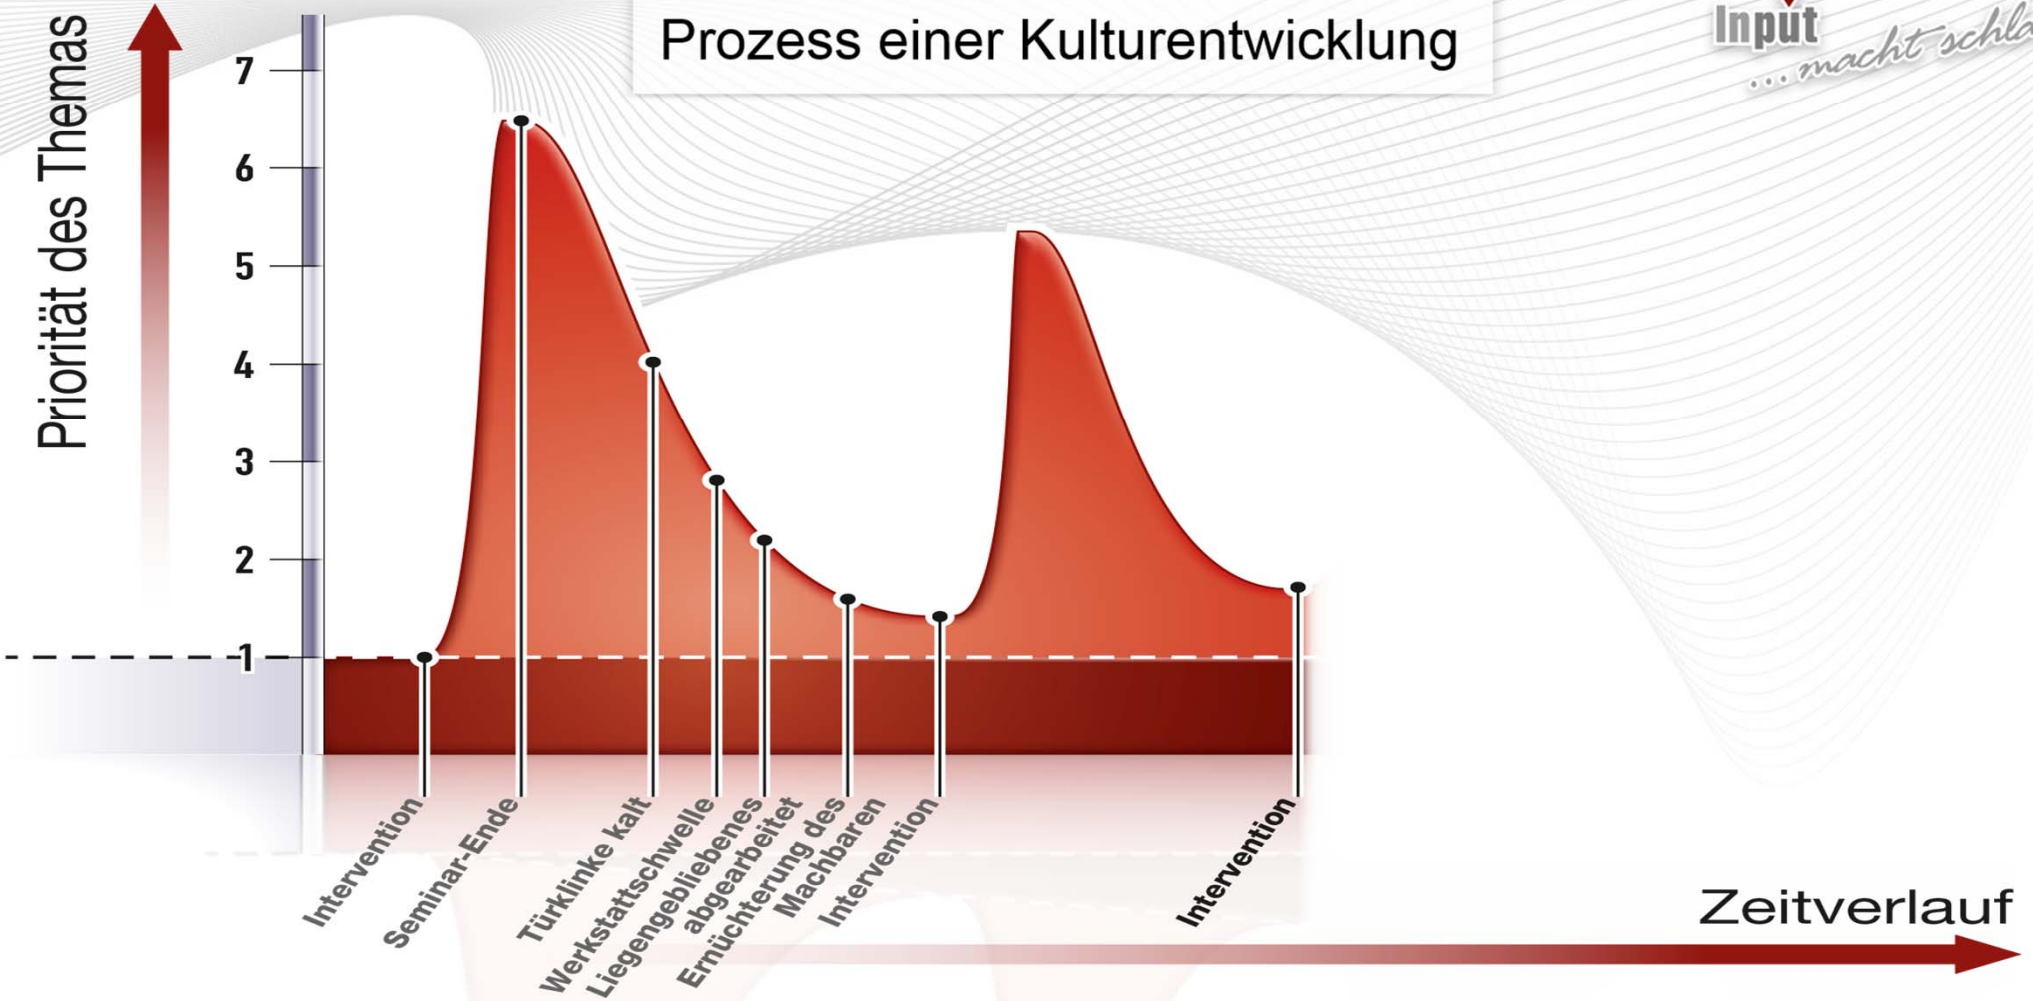 Prozess einer Kulturentwicklung
Input
... macht
Priorität des Themas
7
6
5
4
3
2
1
Intervention
Seminar-Ende
Türklinke kalt
Werkstattschwelle
Liegengebliebenes
abgearbeitet
Ernüchterung des
Machbaren
Intervention
Intervention
Zeitverlauf